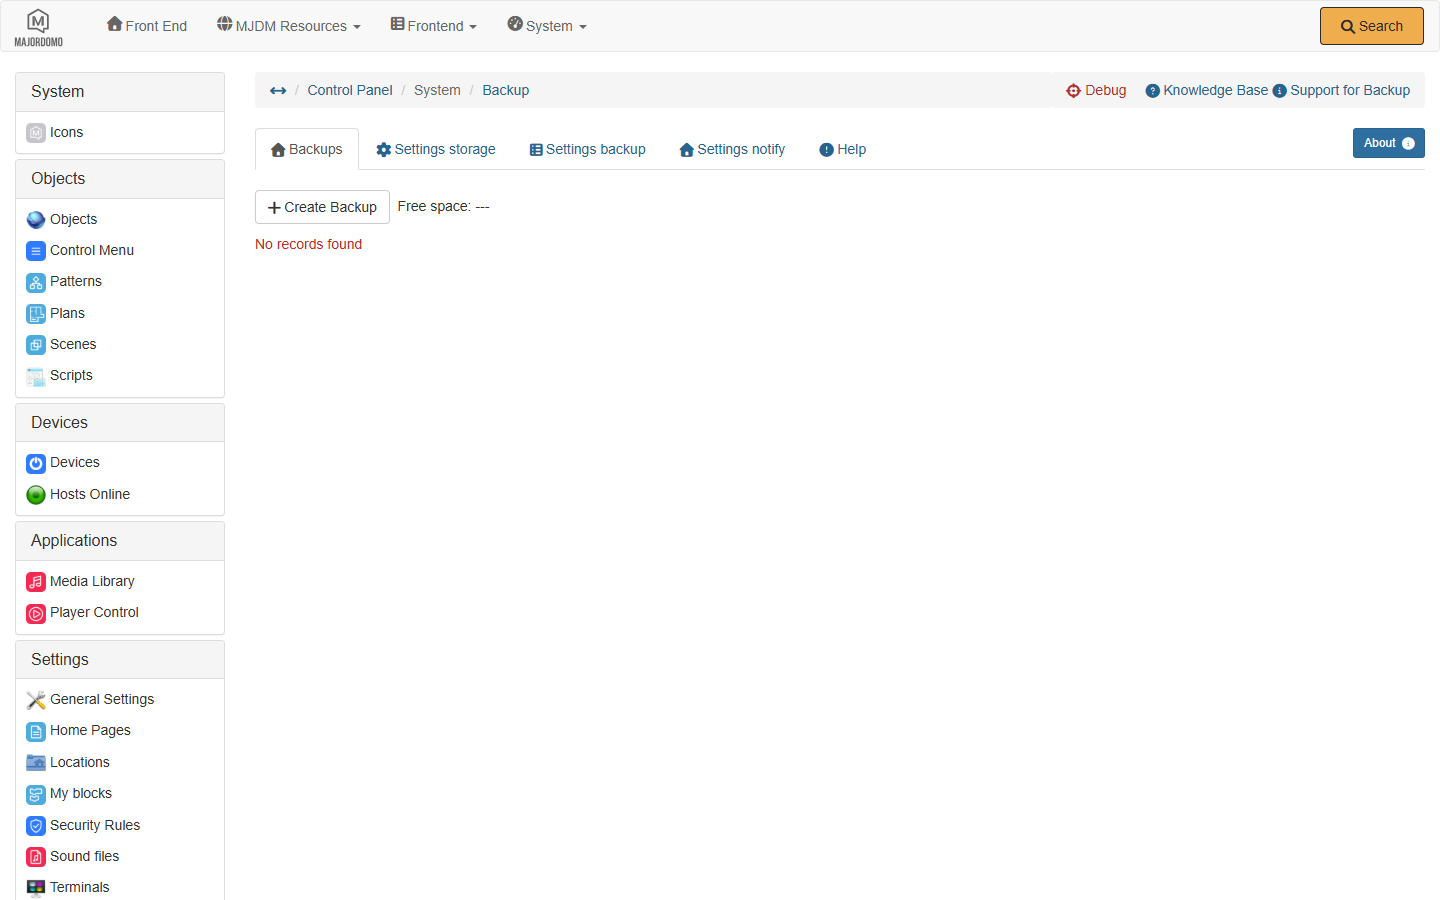 MAJORDOMO
Front End
MJDM Resources
Frontend
System
Search
System
Icons
Objects
Objects
Control Menu
Patterns
Plans
Scenes
Scripts
Devices
Devices
Hosts Online
Applications
Media Library
Player Control
Settings
General Settings
Home Pages
Locations
My blocks
Security Rules
Sound files
Terminals
/ Control Panel / System / Backup
Debug
Knowledge Base
Support for Backup
Backups
Settings storage
Settings backup
Settings notify
Help
About
Create Backup
Free space: ---
No records found